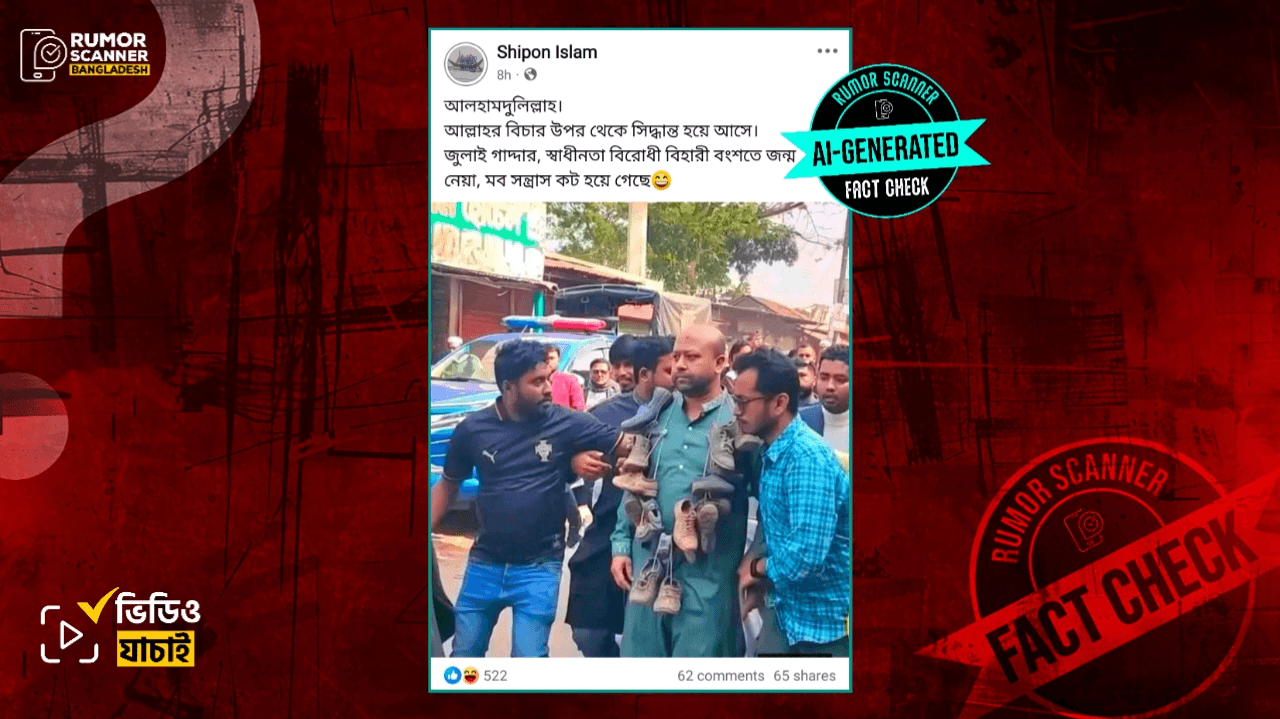 RUMOR
SCANNER
BANGLADESH
Shipon Islam
8h
আলহামদুলিল্লাহ।
আল্লাহর বিচার উপর থেকে সিদ্ধান্ত হয়ে আসে।
জুলাই গাদ্দার, স্বাধীনতা বিরোধী বিহারী বংশতে জন্ম
নেয়া, মব সন্ত্রাস কট হয়ে গেছে😄
RUMOR SCANNER
AI-GENERATED
FACT CHECK
ভিডিও
যাচাই
522
62 comments 65 shares
RUMOR SCANNER
FACT CHECK